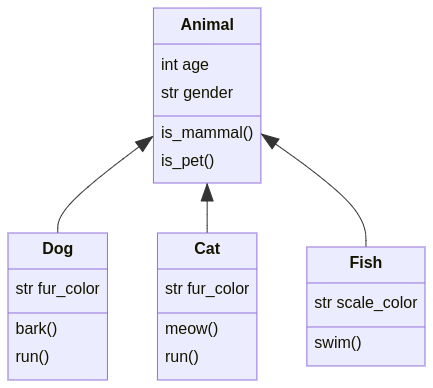 Animal
int age
str gender
is_mammal()
is_pet()
Dog
str fur_color
bark()
run()
Cat
str fur_color
meow()
run()
Fish
str scale_color
swim()